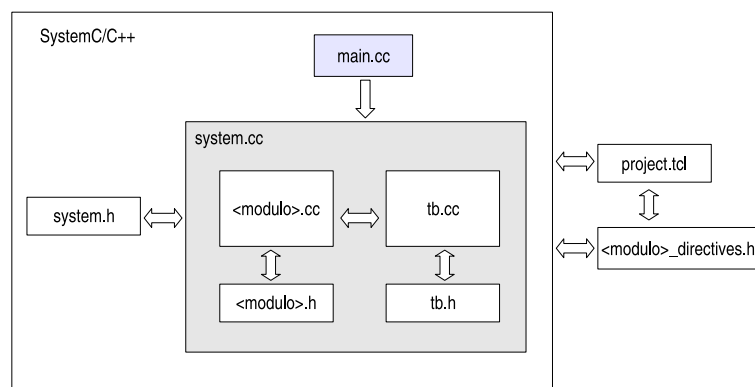 SystemC/C++
main.cc
system.cc
<modulo>.cc
tb.cc
project.tcl
system.h
<modulo>_directives.h
<modulo>.h
tb.h